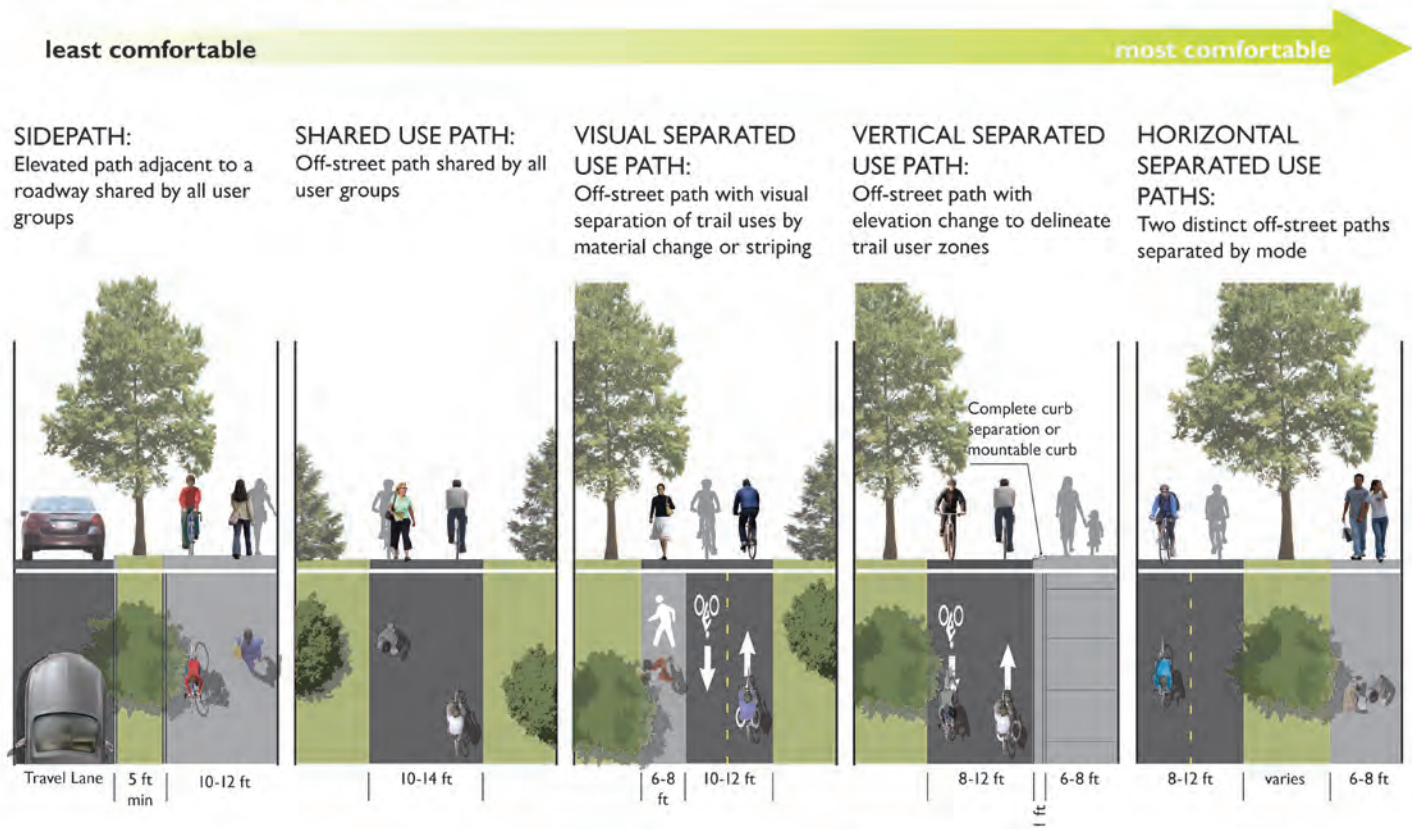 least comfortable
most comfortable
SIDEPATH:
Elevated path adjacent to a
roadway shared by all user
groups
SHARED USE PATH:
Off-street path shared by all
user groups
VISUAL SEPARATED
USE PATH:
Off-street path with visual
separation of trail uses by
material change or striping
VERTICAL SEPARATED
USE PATH:
Off-street path with
elevation change to delineate
trail user zones
HORIZONTAL
SEPARATED USE
PATHS:
Two distinct off-street paths
separated by mode
Complete curb
separation or
mountable curb
Travel Lane
5 ft
min
10-12 ft
10-14 ft
6-8
ft
10-12 ft
8-12 ft
1 ft
6-8 ft
8-12 ft
varies
6-8 ft